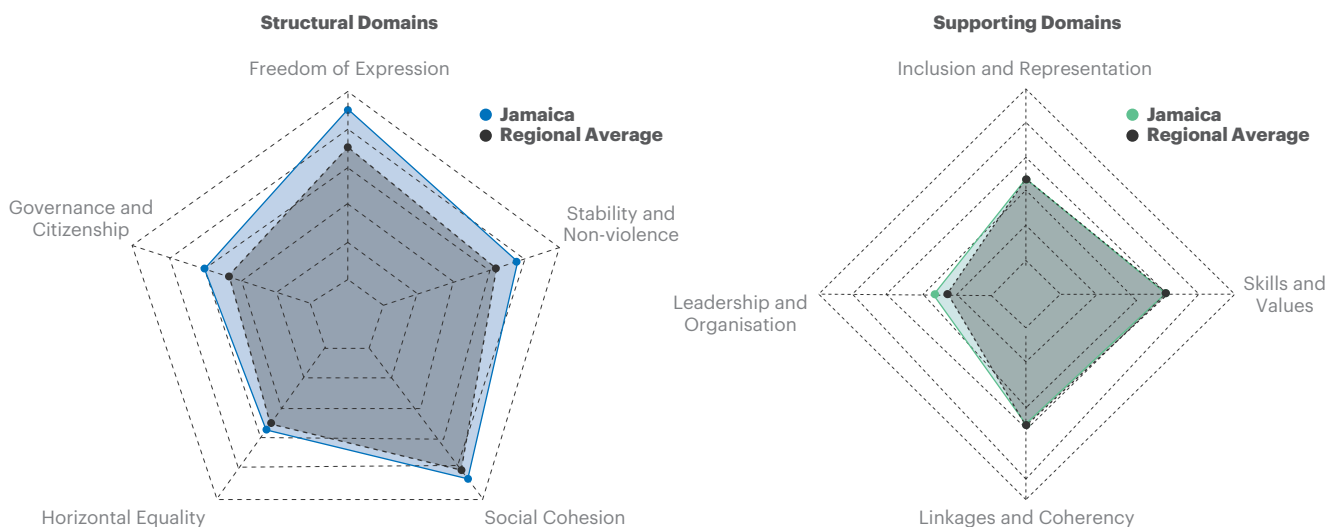 Structural Domains
Freedom of Expression
Jamaica
Regional Average
Governance and
Citizenship
Stability and
Non-violence
Horizontal Equality
Social Cohesion
Supporting Domains
Inclusion and Representation
Jamaica
Regional Average
Leadership and
Organisation
Skills and
Values
Linkages and Coherency